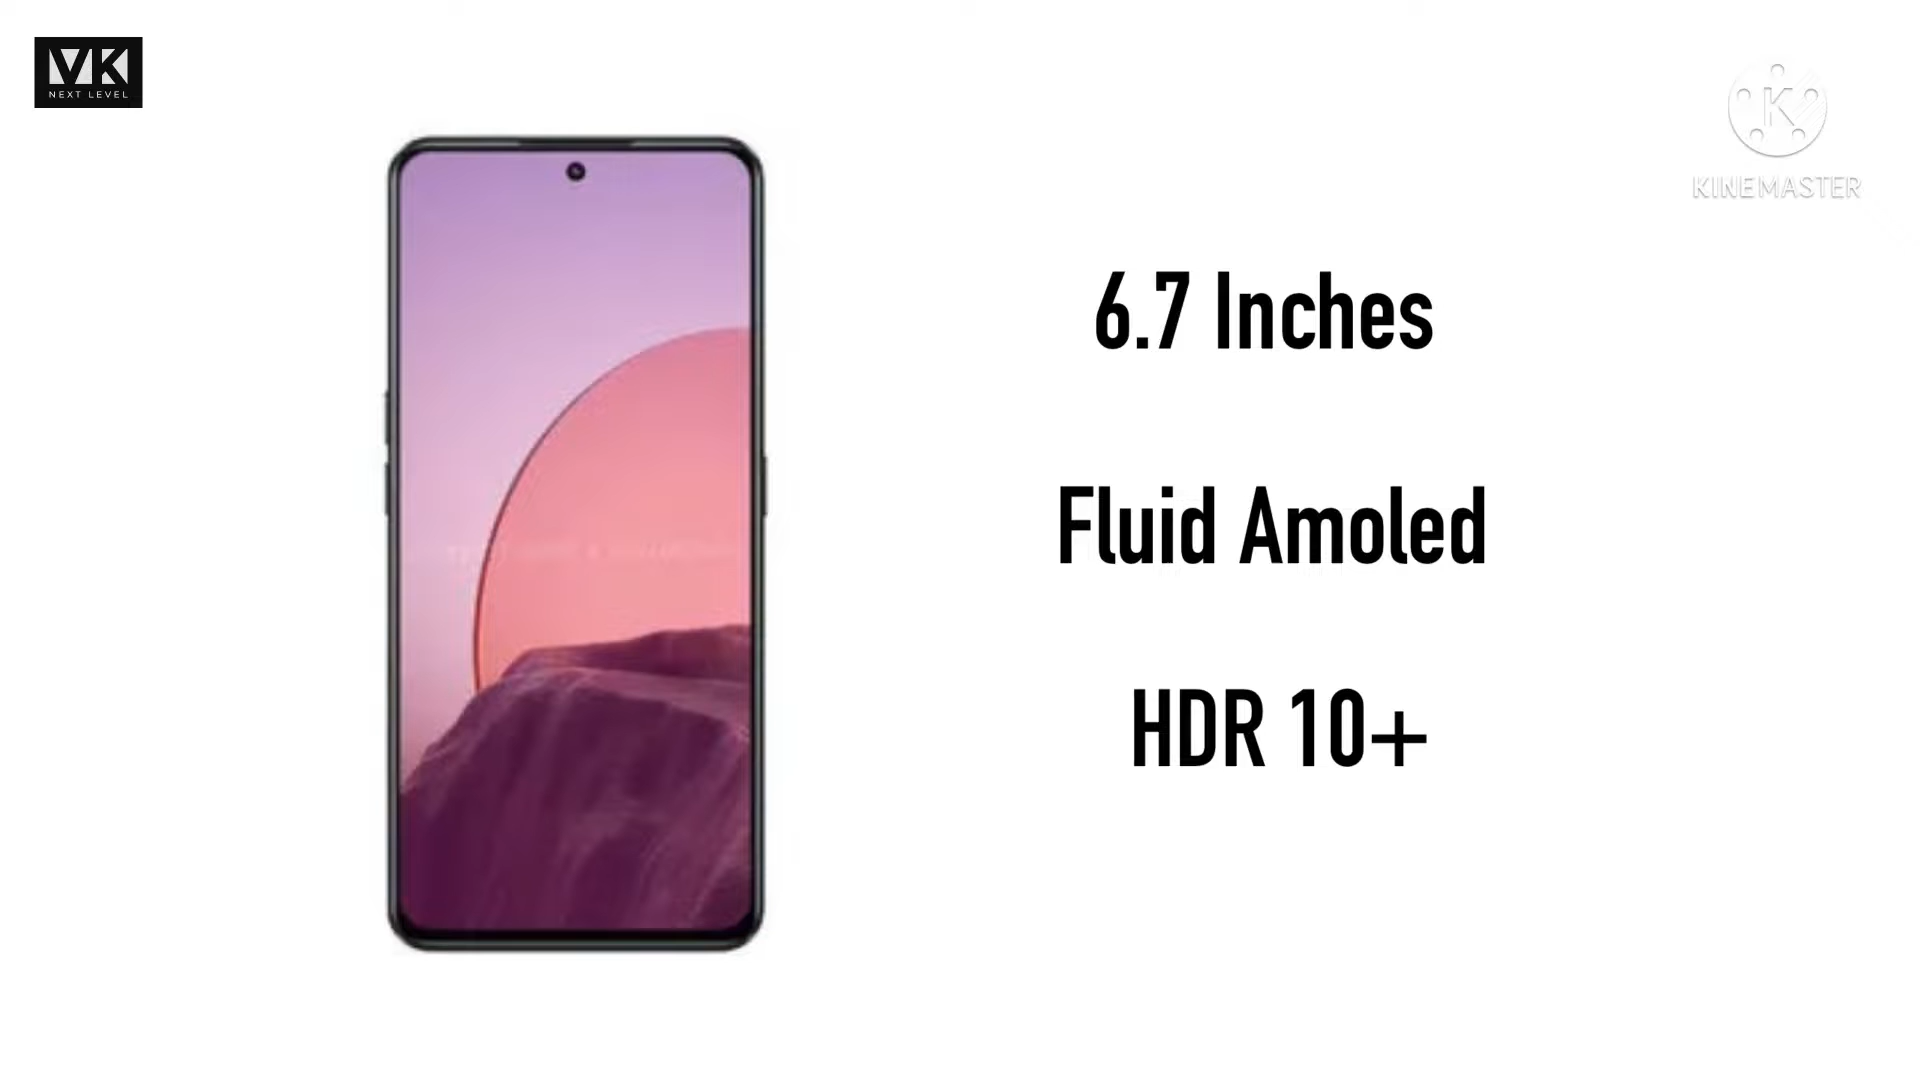 VK
NEXT LEVEL
K
KINEMASTER
6.7 Inches
Fluid Amoled
HDR 10+